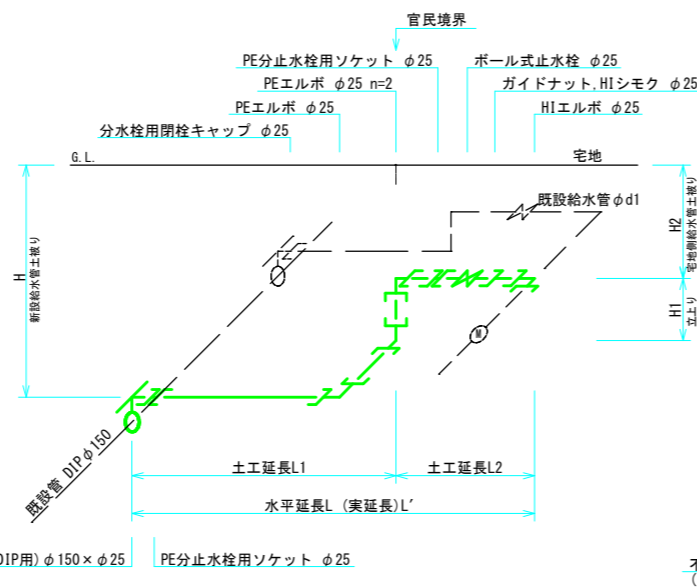 官民境界
PE分止水栓用ソケット φ25
ボール式止水栓 φ25
PEエルボ φ25 n=2
ガイドナット,HIシモク φ25
PEエルボ φ25
HIエルボ φ25
分水栓用閉栓キャップ φ25
G.L.
宅地
既設給水管φd1
H
新設給水管土被り
H2
宅地側給水管土被り
H1
立上り
M
既設管 DIPφ150
土工延長L1
土工延長L2
水平延長L (実延長)L′
DIP用)φ150×φ25
PE分止水栓用ソケット φ25